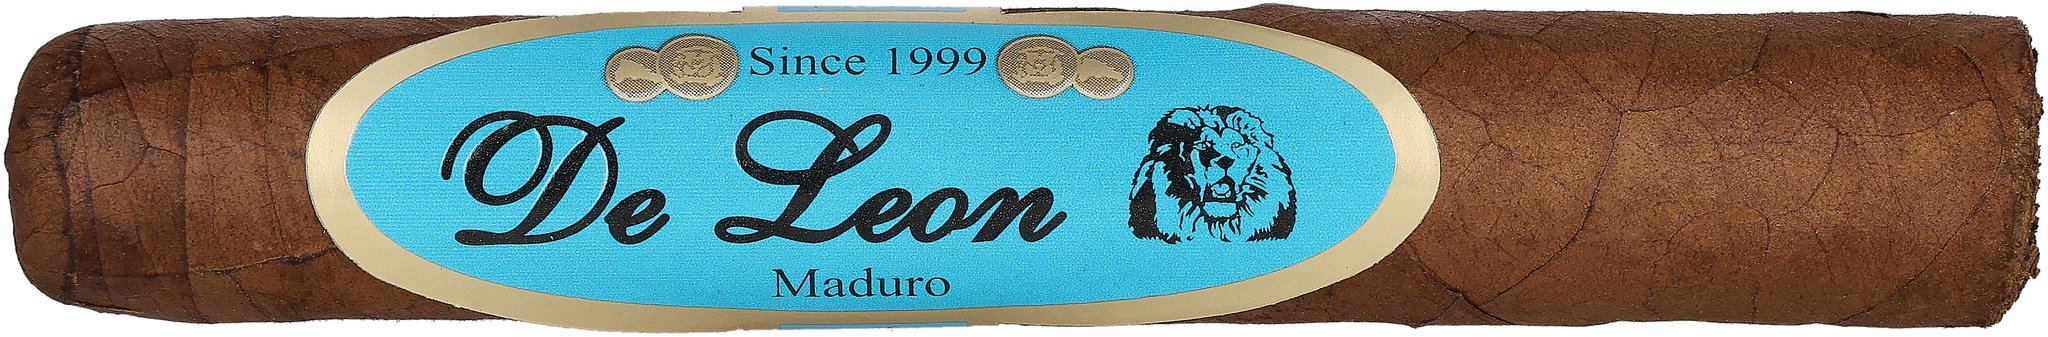 Since 1999
De Leon
Maduro